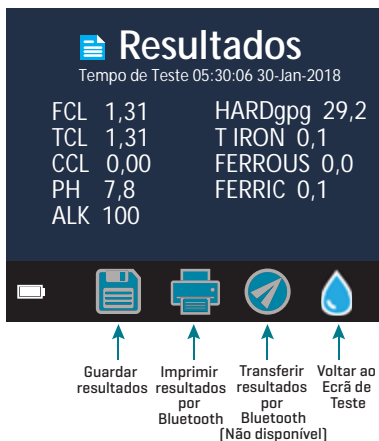 Resultados
Tempo de Teste 05:30:06 30-Jan-2018
FCL 1,31
TCL 1,31
CCL 0,00
PH 7,8
ALK 100
HARDgpg 29,2
T IRON 0,1
FERROUS 0,0
FERRIC 0,1
Guardar
resultados
Imprimir
resultados
por
Bluetooth
Transferir
resultados
por
Bluetooth
(Não disponível)
Voltar ao
Ecrã de
Teste